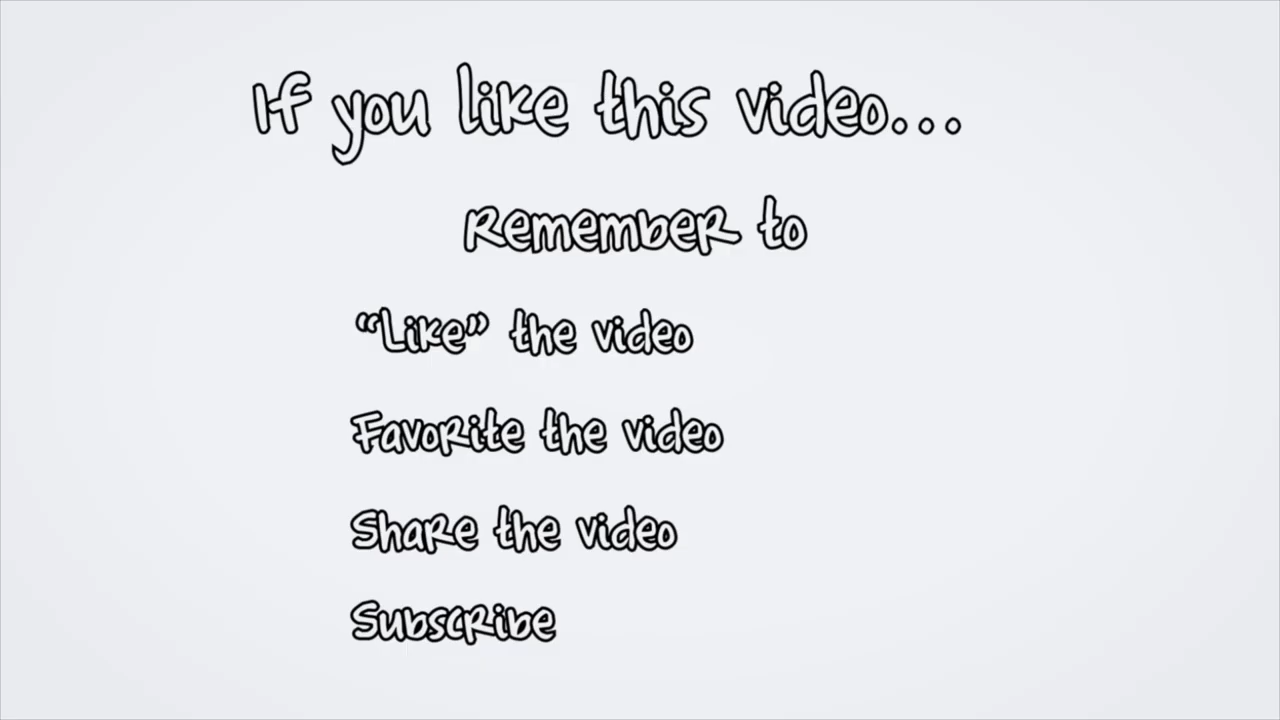 If you like this video...
Remember to
“Like” the video
Favorite the video
Share the video
Subscribe